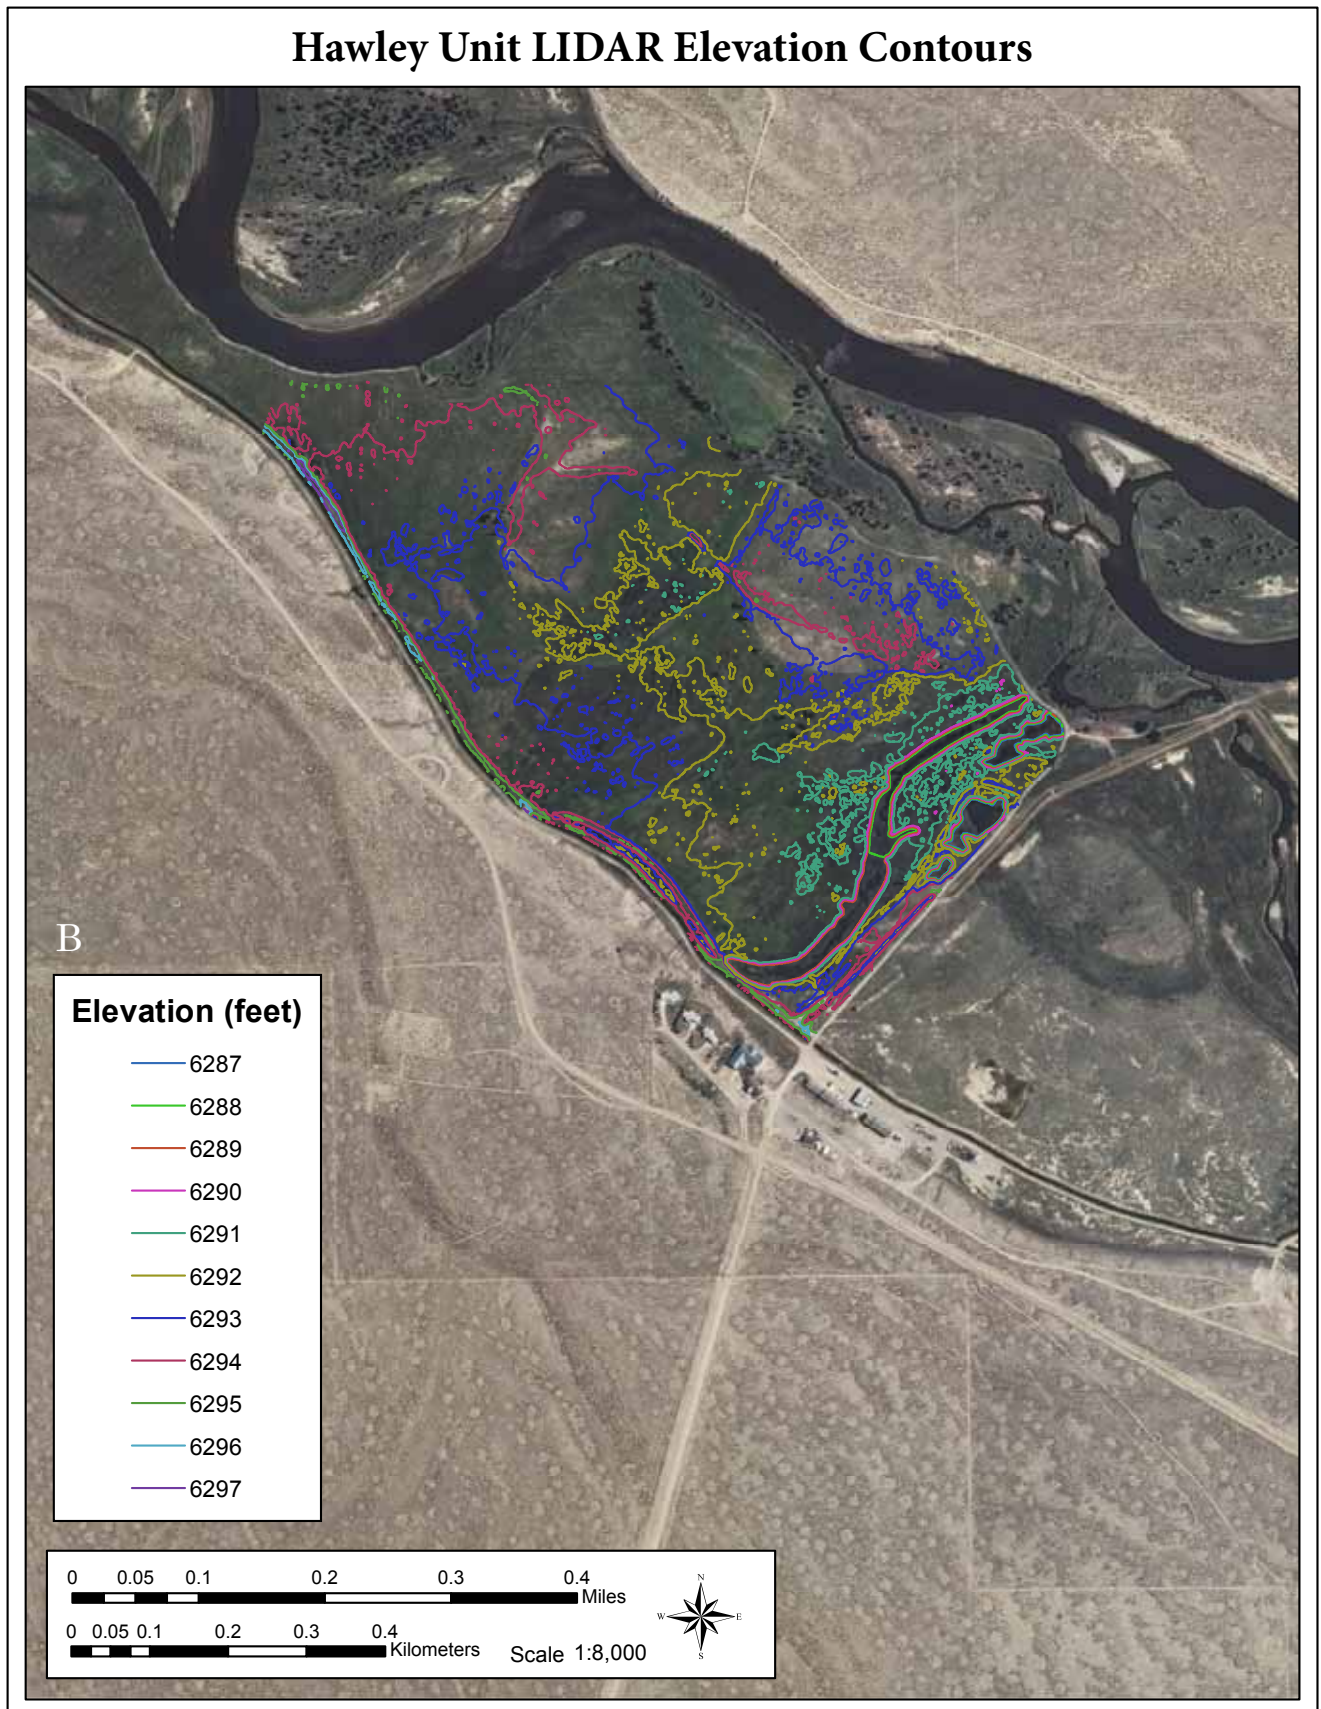 Hawley Unit LIDAR Elevation Contours
B
Elevation (feet)
6287
6288
6289
6290
6291
6292
6293
6294
6295
6296
6297
0 0.05 0.1 0.2 0.3 0.4
Miles
0 0.05 0.1 0.2 0.3 0.4
Kilometers
Scale 1:8,000
N
W E
S